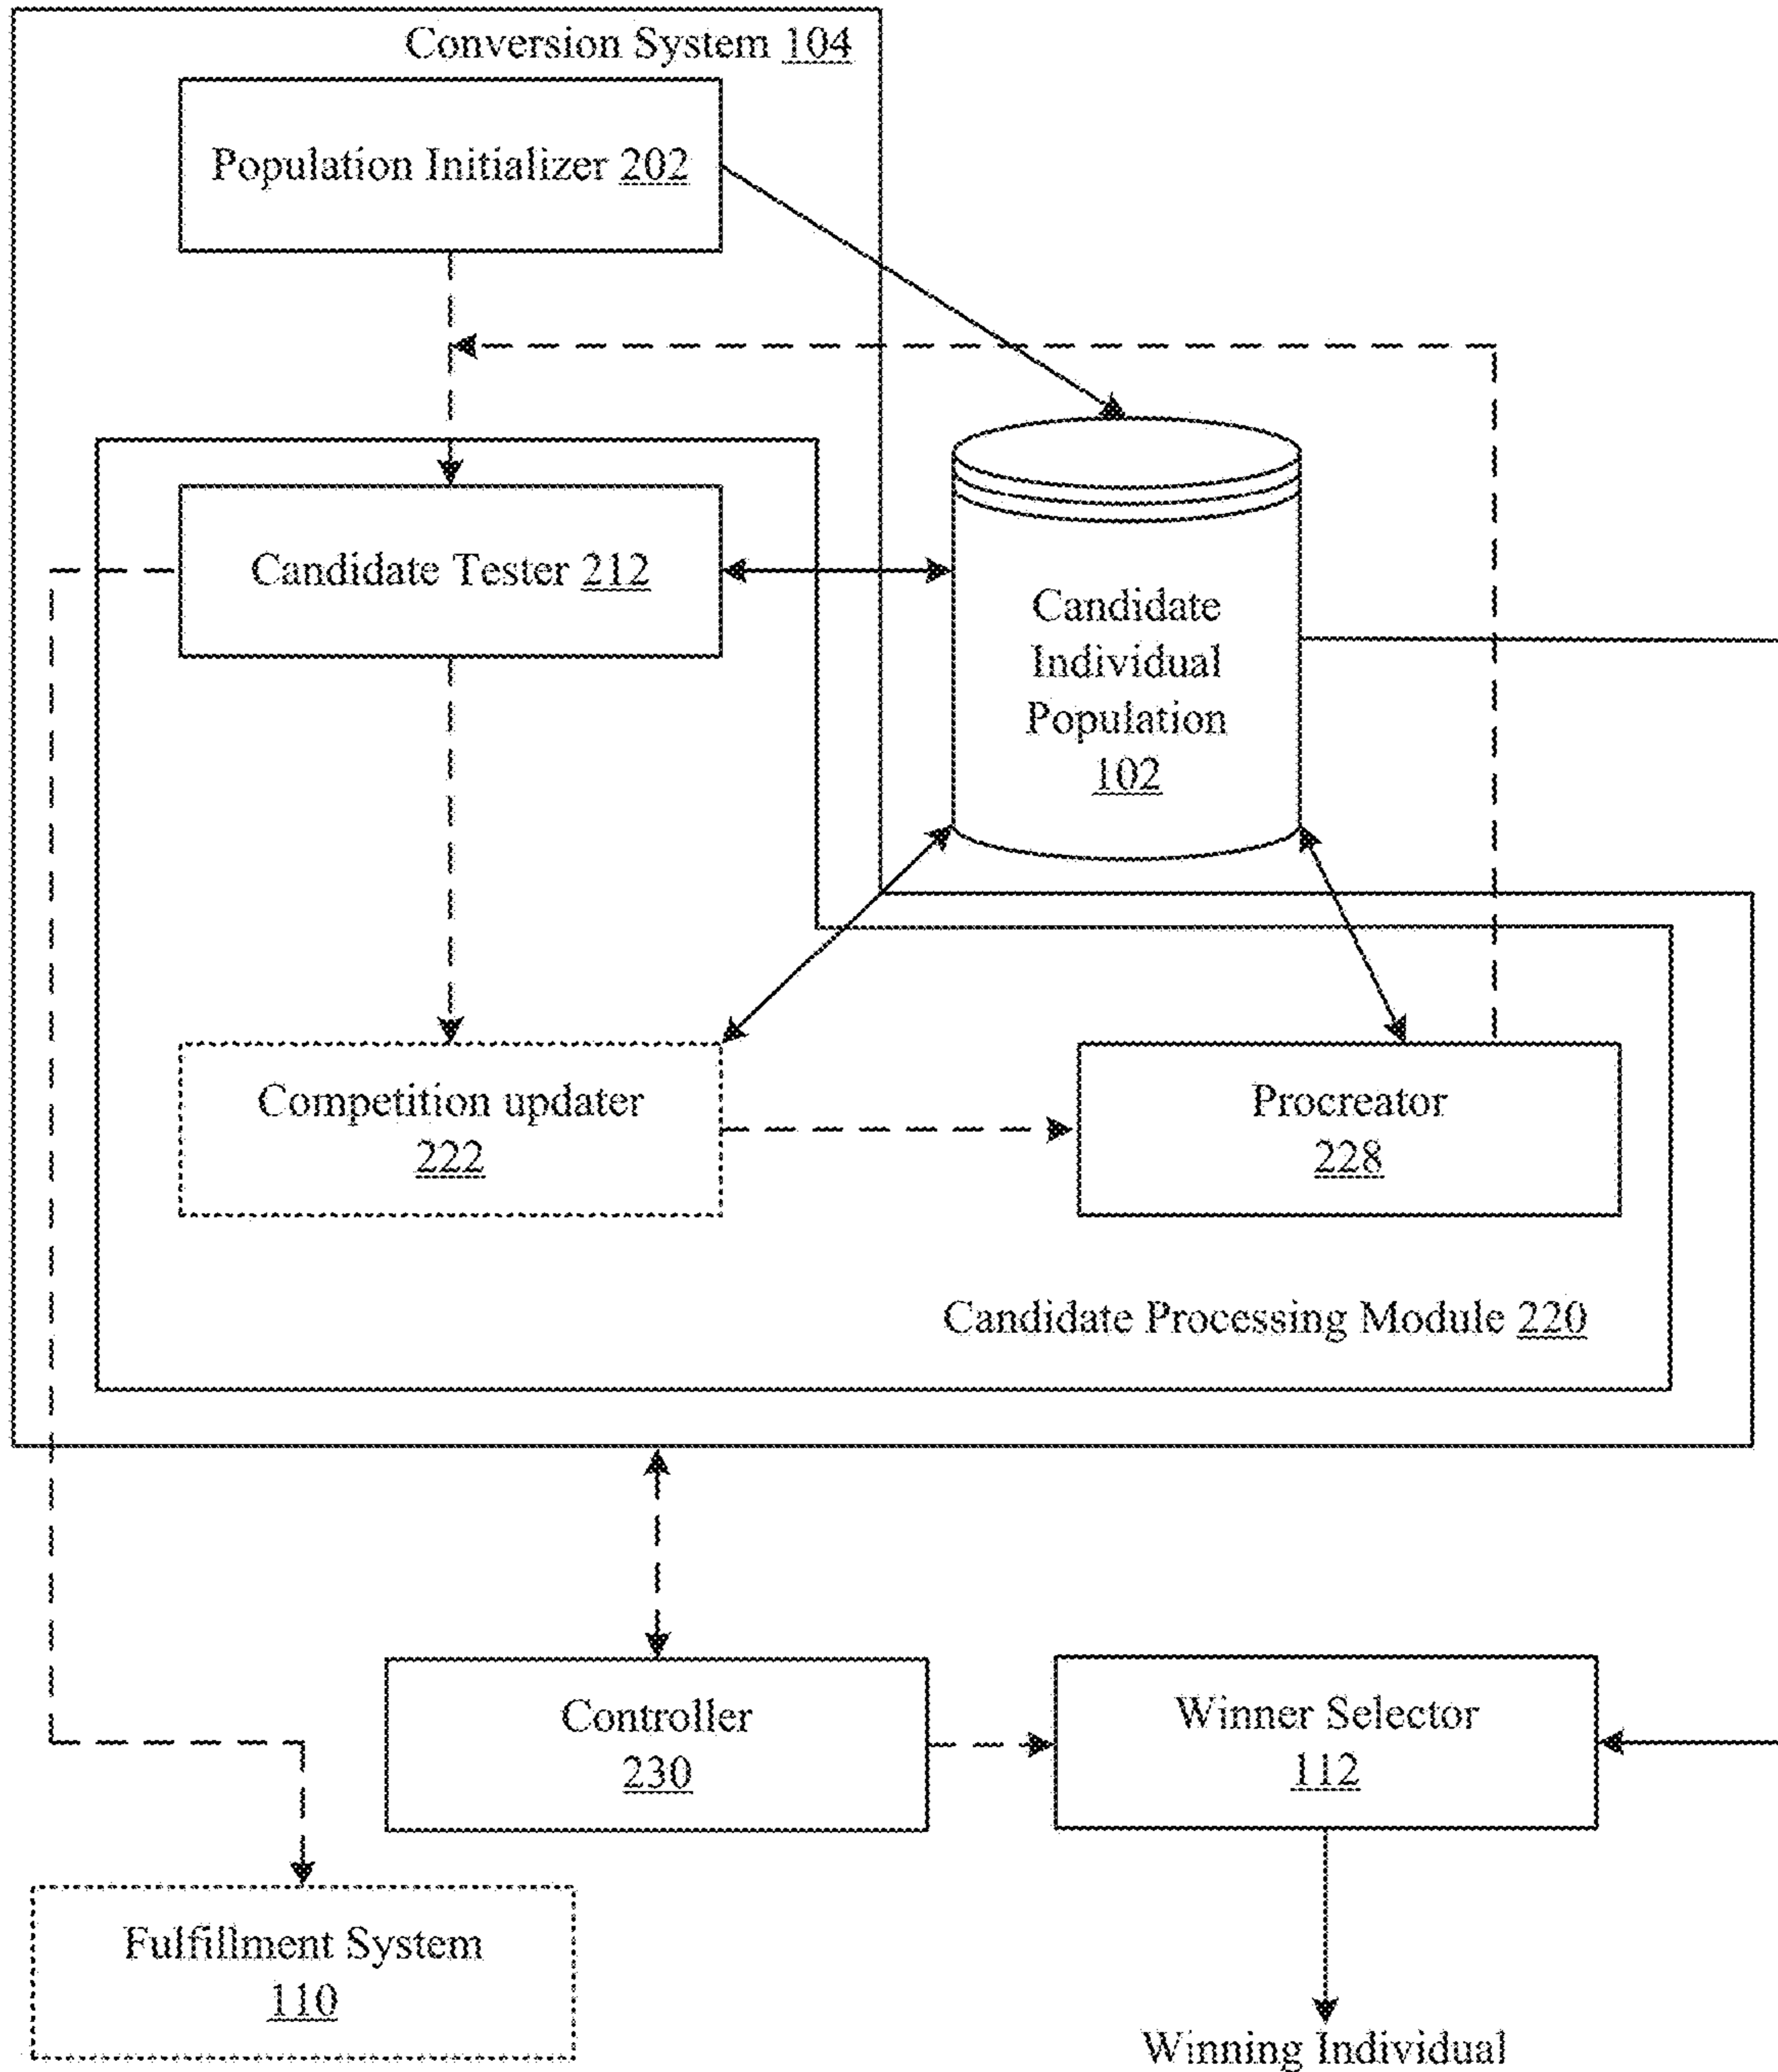 Conversion System 104
Population Initializer 202
Candidate Tester 212
Candidate
Individual
Population
102
Competition updater
222
Procreator
228
Candidate Processing Module 220
Controller
230
Winner Selector
112
Fulfillment System
110
Winning Individual